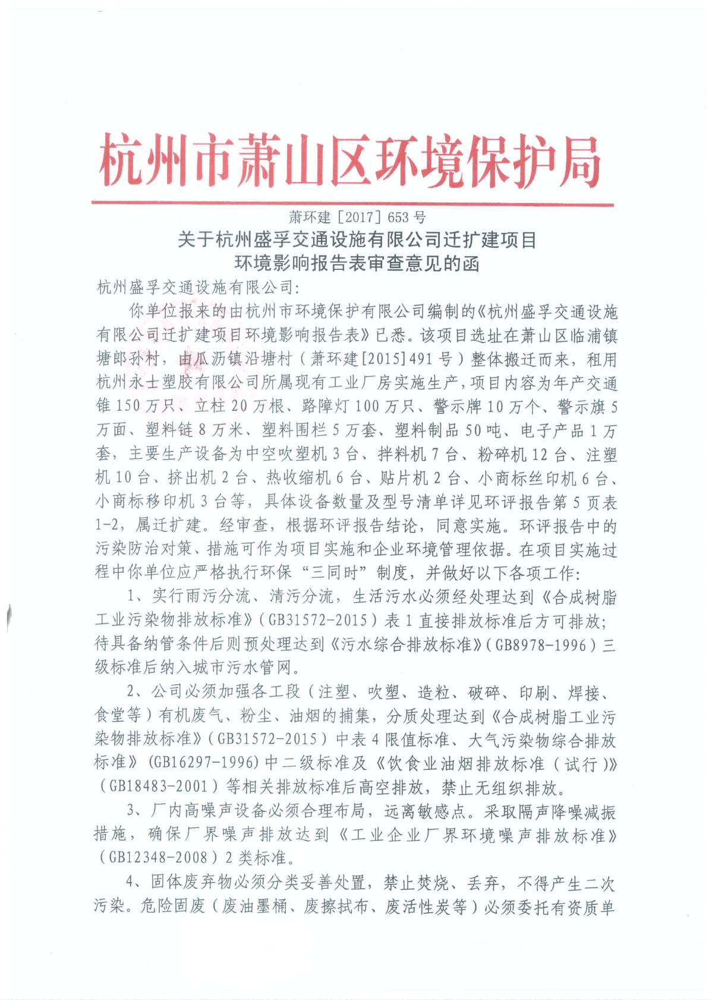 杭州市萧山区环境保护局
萧环建［2017］653 号
关于杭州盛孚交通设施有限公司迁扩建项目
环境影响报告表审查意见的函
杭州盛孚交通设施有限公司：
你单位报来的由杭州市环境保护有限公司编制的《杭州盛孚交通设施
有限公司迁扩建项目环境影响报告表》已悉。该项目选址在萧山区临浦镇
塘郎孙村，由瓜沥镇沿塘村（萧环建[2015]491 号）整体搬迁而来，租用
杭州永士塑胶有限公司所属现有工业厂房实施生产，项目内容为年产交通
锥 150 万只、立柱 20 万根、路障灯 100 万只、警示牌 10 万个、警示旗 5
万面、塑料链 8 万米、塑料围栏 5 万套、塑料制品 50 吨、电子产品 1 万
套，主要生产设备为中空吹塑机 3 台、拌料机 7 台、粉碎机 12 台、注塑
机 10 台、挤出机 2 台、热收缩机 6 台、贴片机 2 台、小商标丝印机 6 台、
小商标移印机 3 台等，具体设备数量及型号清单详见环评报告第 5 页表
1-2，属迁扩建。经审查，根据环评报告结论，同意实施。环评报告中的
污染防治对策、措施可作为项目实施和企业环境管理依据。在项目实施过
程中你单位应严格执行环保“三同时”制度，并做好以下各项工作：
1、实行雨污分流、清污分流，生活污水必须经处理达到《合成树脂
工业污染物排放标准》（GB31572-2015）表 1 直接排放标准后方可排放；
待具备纳管条件后则预处理达到《污水综合排放标准》（GB8978-1996）三
级标准后纳入城市污水管网。
2、公司必须加强各工段（注塑、吹塑、造粒、破碎、印刷、焊接、
食堂等）有机废气、粉尘、油烟的捕集，分质处理达到《合成树脂工业污
染物排放标准》（GB31572-2015）中表 4 限值标准、大气污染物综合排放
标准》(GB16297-1996)中二级标准及《饮食业油烟排放标准（试行）》
（GB18483-2001）等相关排放标准后高空排放，禁止无组织排放。
3、厂内高噪声设备必须合理布局，远离敏感点。采取隔声降噪减振
措施，确保厂界噪声排放达到《工业企业厂界环境噪声排放标准》
（GB12348-2008）2 类标准。
4、固体废弃物必须分类妥善处置，禁止焚烧、丢弃，不得产生二次
污染。危险固废（废油墨桶、废擦拭布、废活性炭等）必须委托有资质单